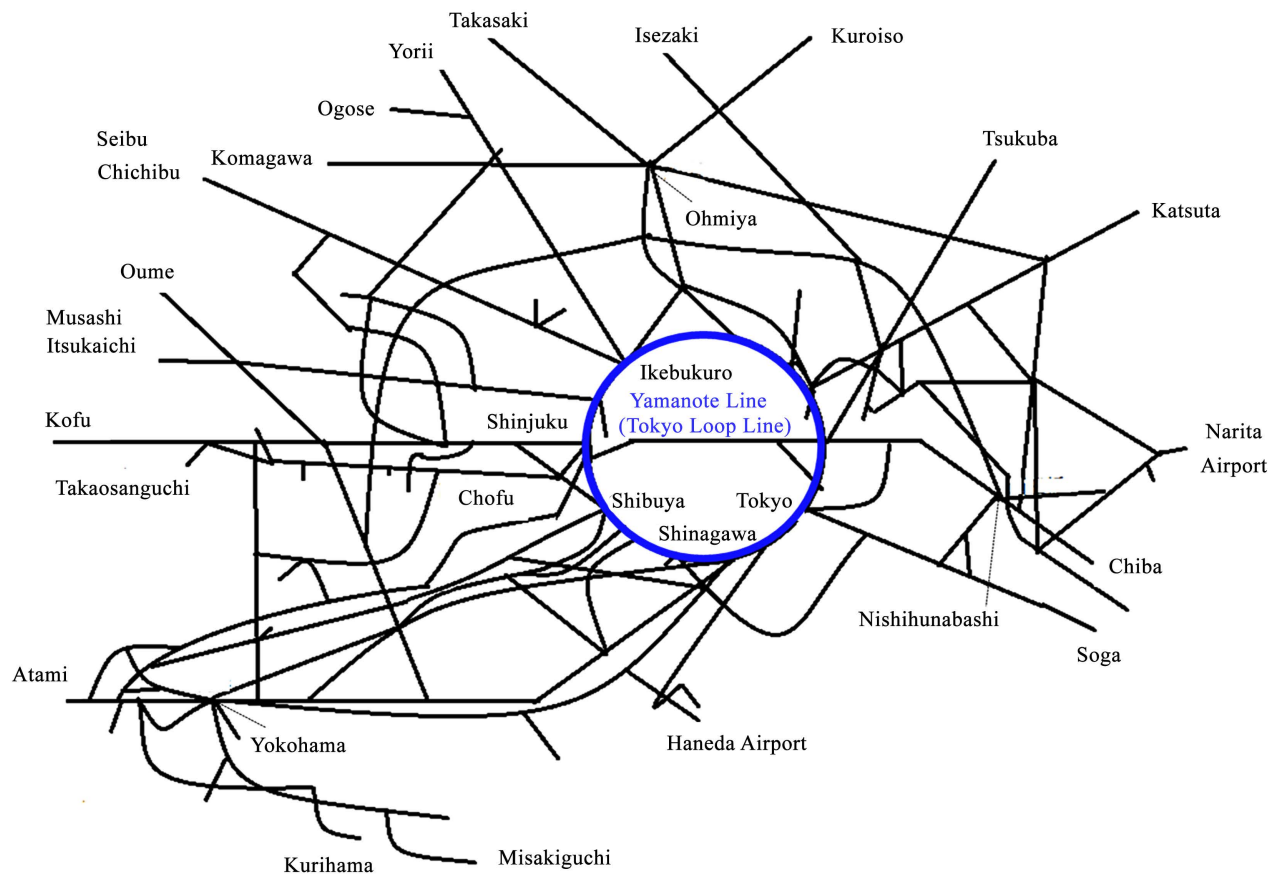 Takasaki
Isezaki
Kuroiso
Yorii
Ogose
Seibu
Chichibu
Komagawa
Tsukuba
Ohmiya
Katsuta
Oume
Musashi
Itsukaichi
Ikebukuro
Yamanote Line
(Tokyo Loop Line)
Kofu
Shinjuku
Narita
Airport
Takaosanguchi
Chofu
Shibuya
Tokyo
Shinagawa
Chiba
Nishihunabashi
Soga
Atami
Yokohama
Haneda Airport
Kurihama
Misakiguchi